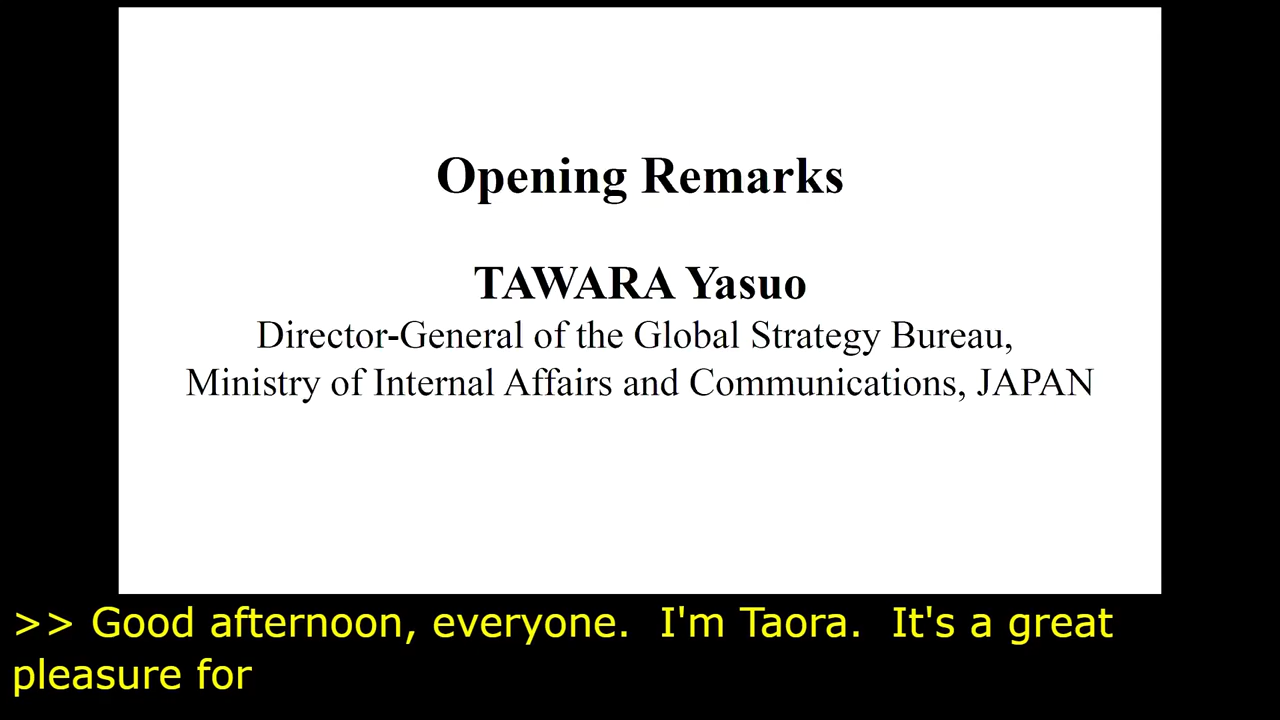 Opening Remarks
TAWARA Yasuo
Director-General of the Global Strategy Bureau,
Ministry of Internal Affairs and Communications, JAPAN
>> Good afternoon, everyone.  I'm Taora.  It's a great
pleasure for